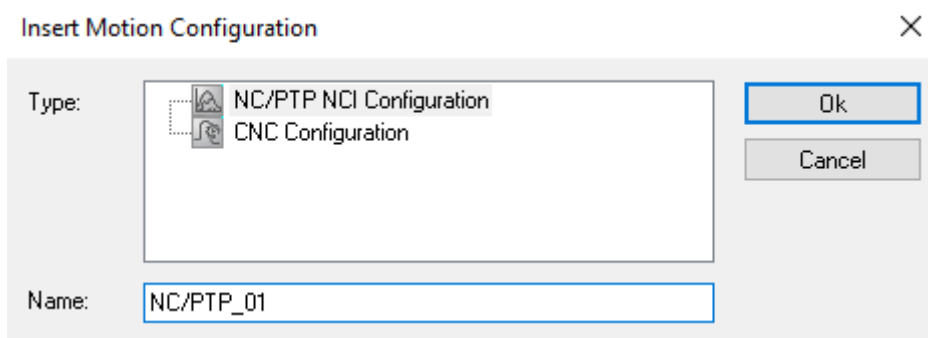 Insert Motion Configuration
Type:
NC/PTP NCI Configuration
CNC Configuration
Ok
Cancel
Name:
NC/PTP_01